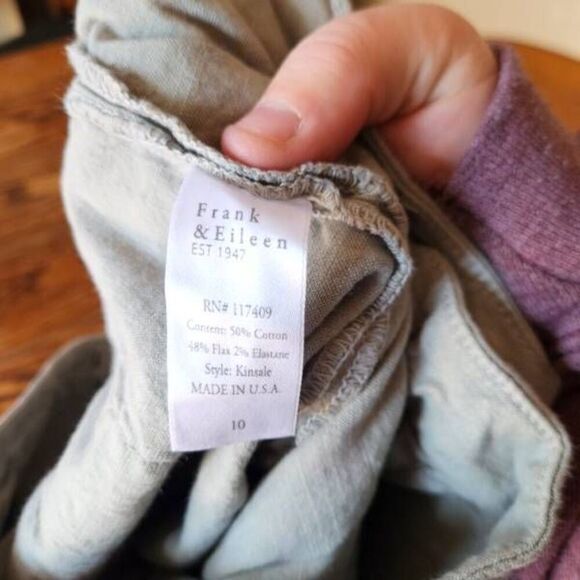 Frank
& Eileen
EST 1947
RN# 117409
Content: 50% Cotton
48% Flax 2% Elastane
Style: Kinsale
MADE IN U.S.A.
10